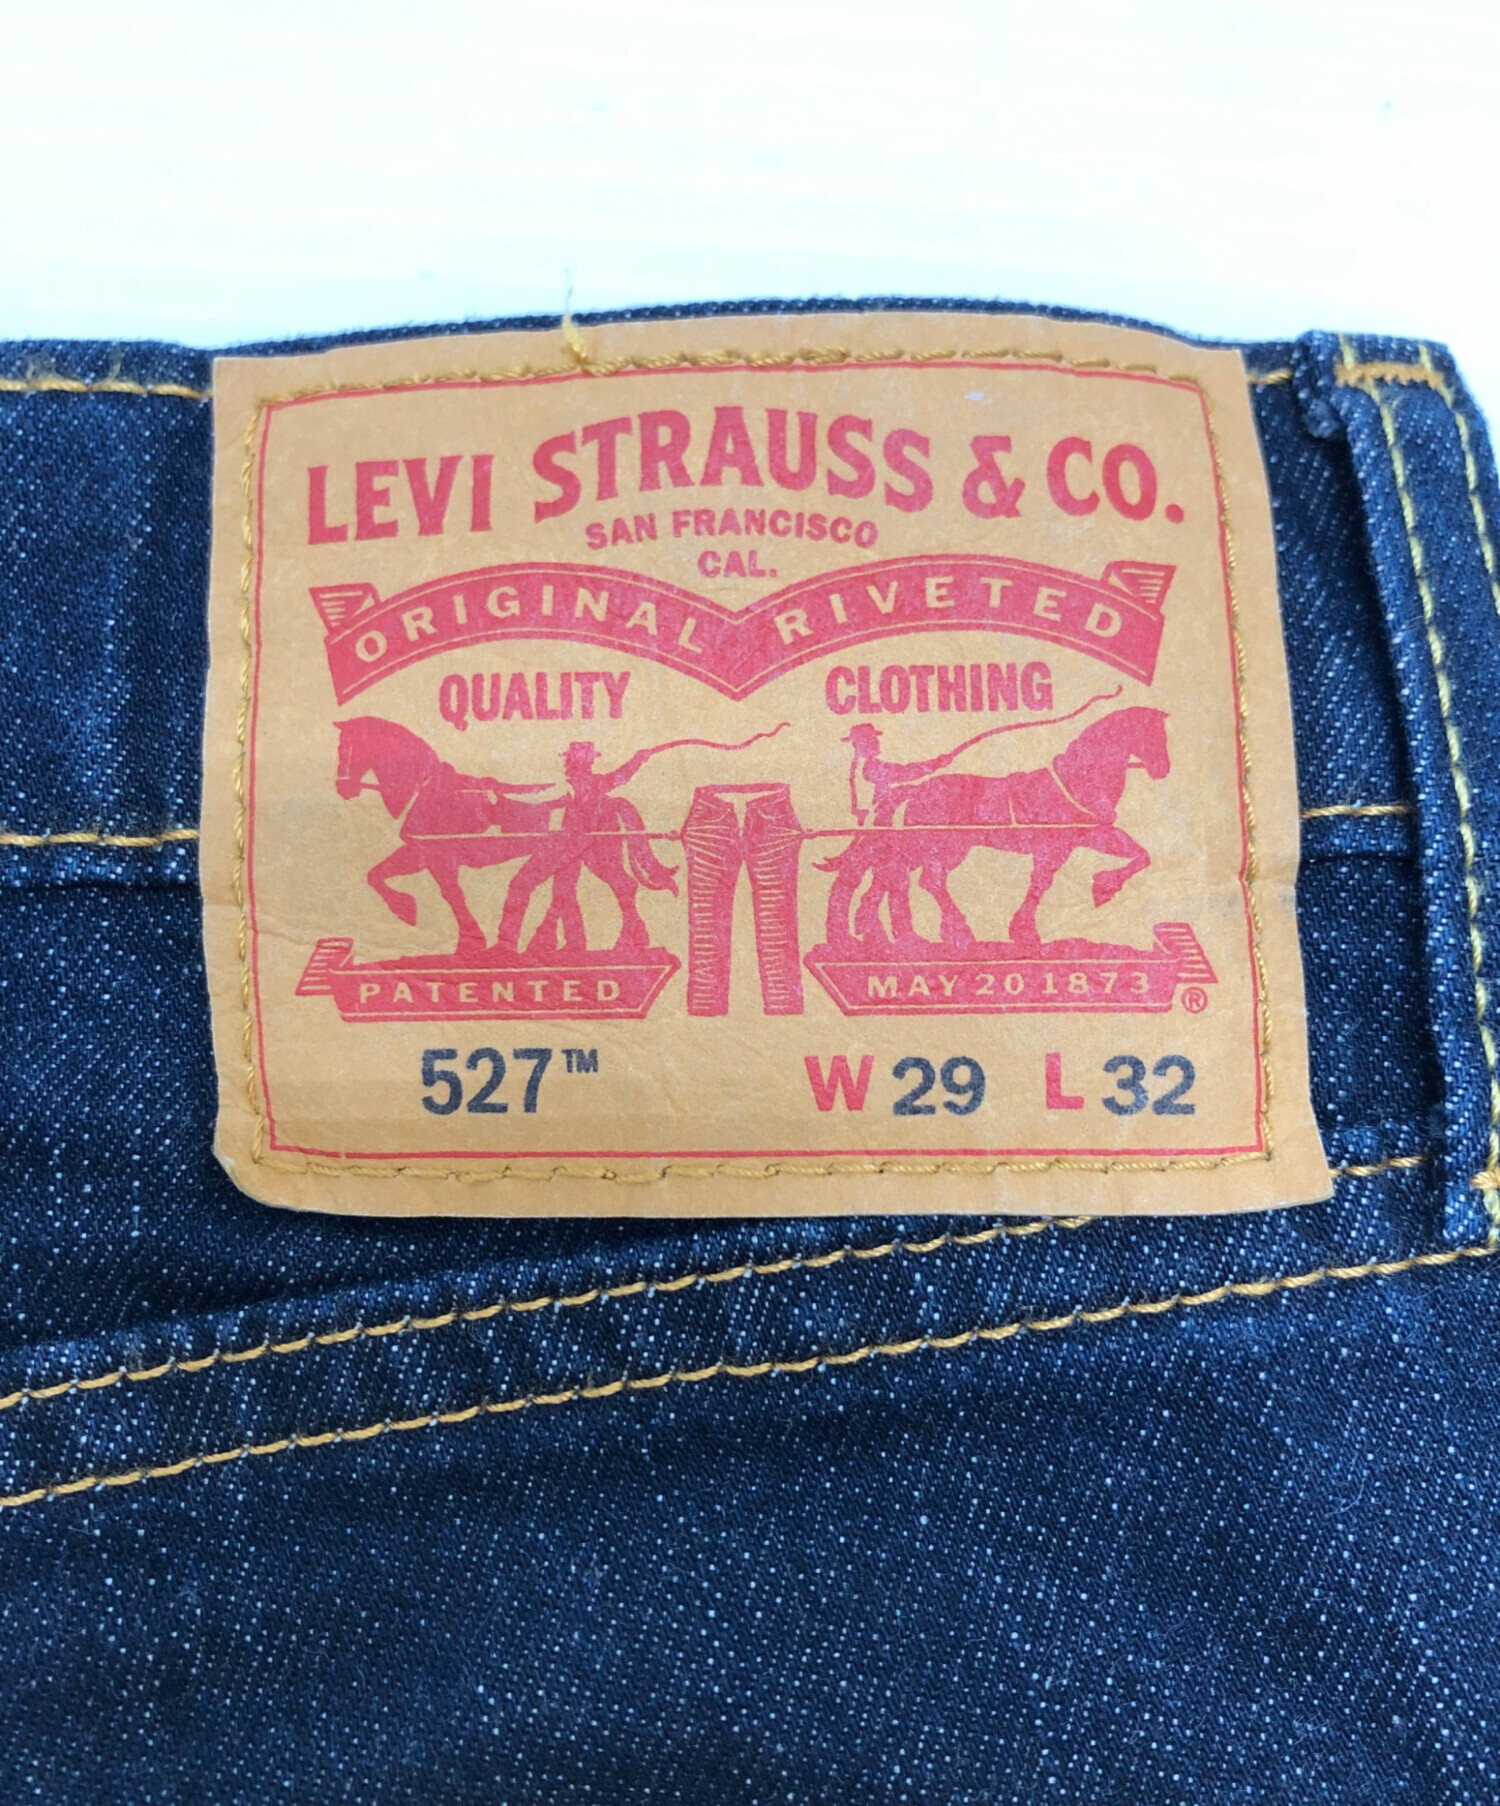 LEVI STRAUSS & CO.
SAN FRANCISCO
CAL.
ORIGINAL RIVETED
QUALITY CLOTHING
PATENTED MAY 20 1873 ®
527™ W 29 L 32